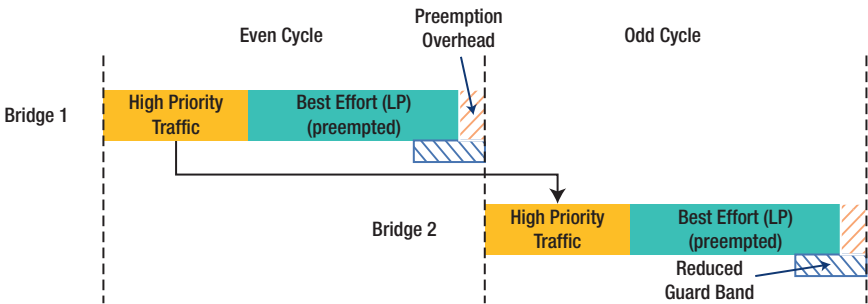 Preemption
Overhead
Even Cycle
Odd Cycle
Bridge 1
High Priority
Traffic
Best Effort (LP)
(preempted)
Bridge 2
High Priority
Traffic
Best Effort (LP)
(preempted)
Reduced
Guard Band